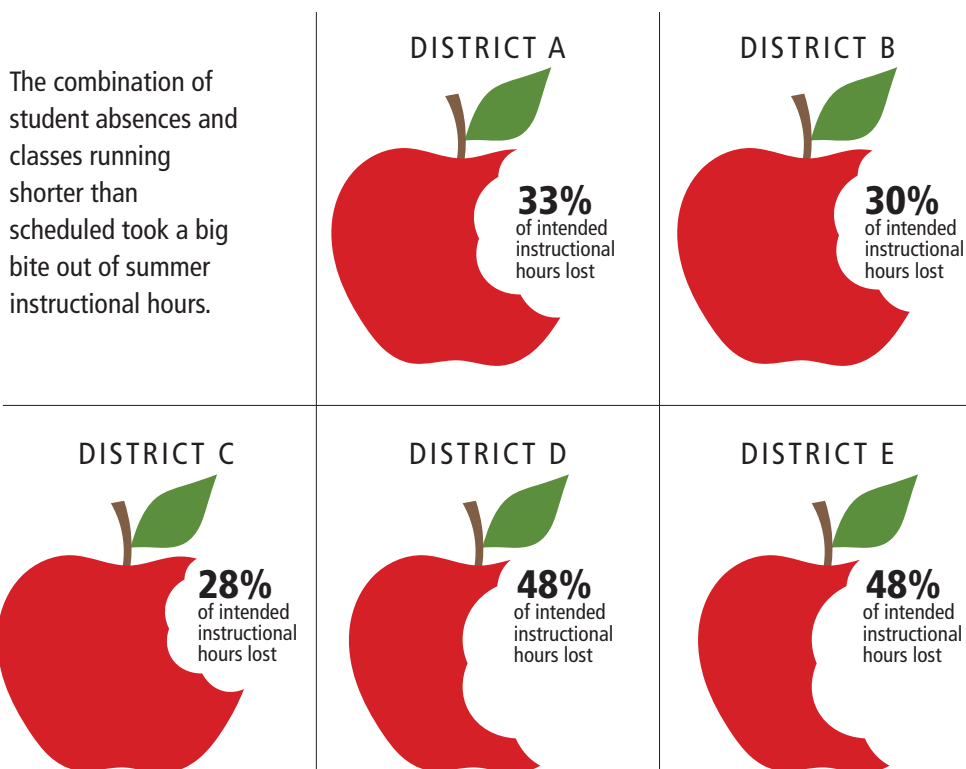 The combination of
student absences and
classes running
shorter than
scheduled took a big
bite out of summer
instructional hours.
DISTRICT A
33%
of intended
instructional
hours lost
DISTRICT B
30%
of intended
instructional
hours lost
DISTRICT C
28%
of intended
instructional
hours lost
DISTRICT D
48%
of intended
instructional
hours lost
DISTRICT E
48%
of intended
instructional
hours lost